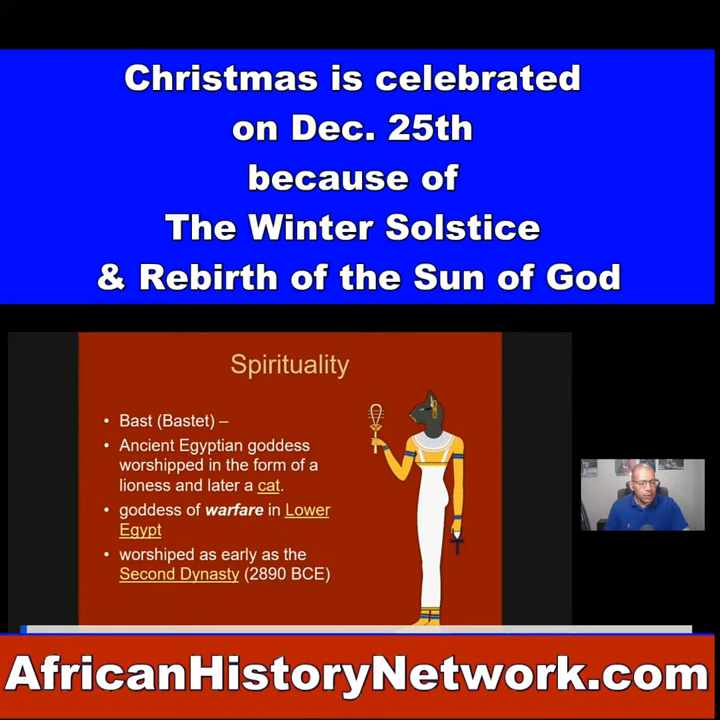 Christmas is celebrated
on Dec. 25th
because of
The Winter Solstice
& Rebirth of the Sun of God
Spirituality
• Bast (Bastet) –
• Ancient Egyptian goddess
worshipped in the form of a
lioness and later a cat.
• goddess of warfare in Lower
Egypt
• worshiped as early as the
Second Dynasty (2890 BCE)
AfricanHistoryNetwork.com